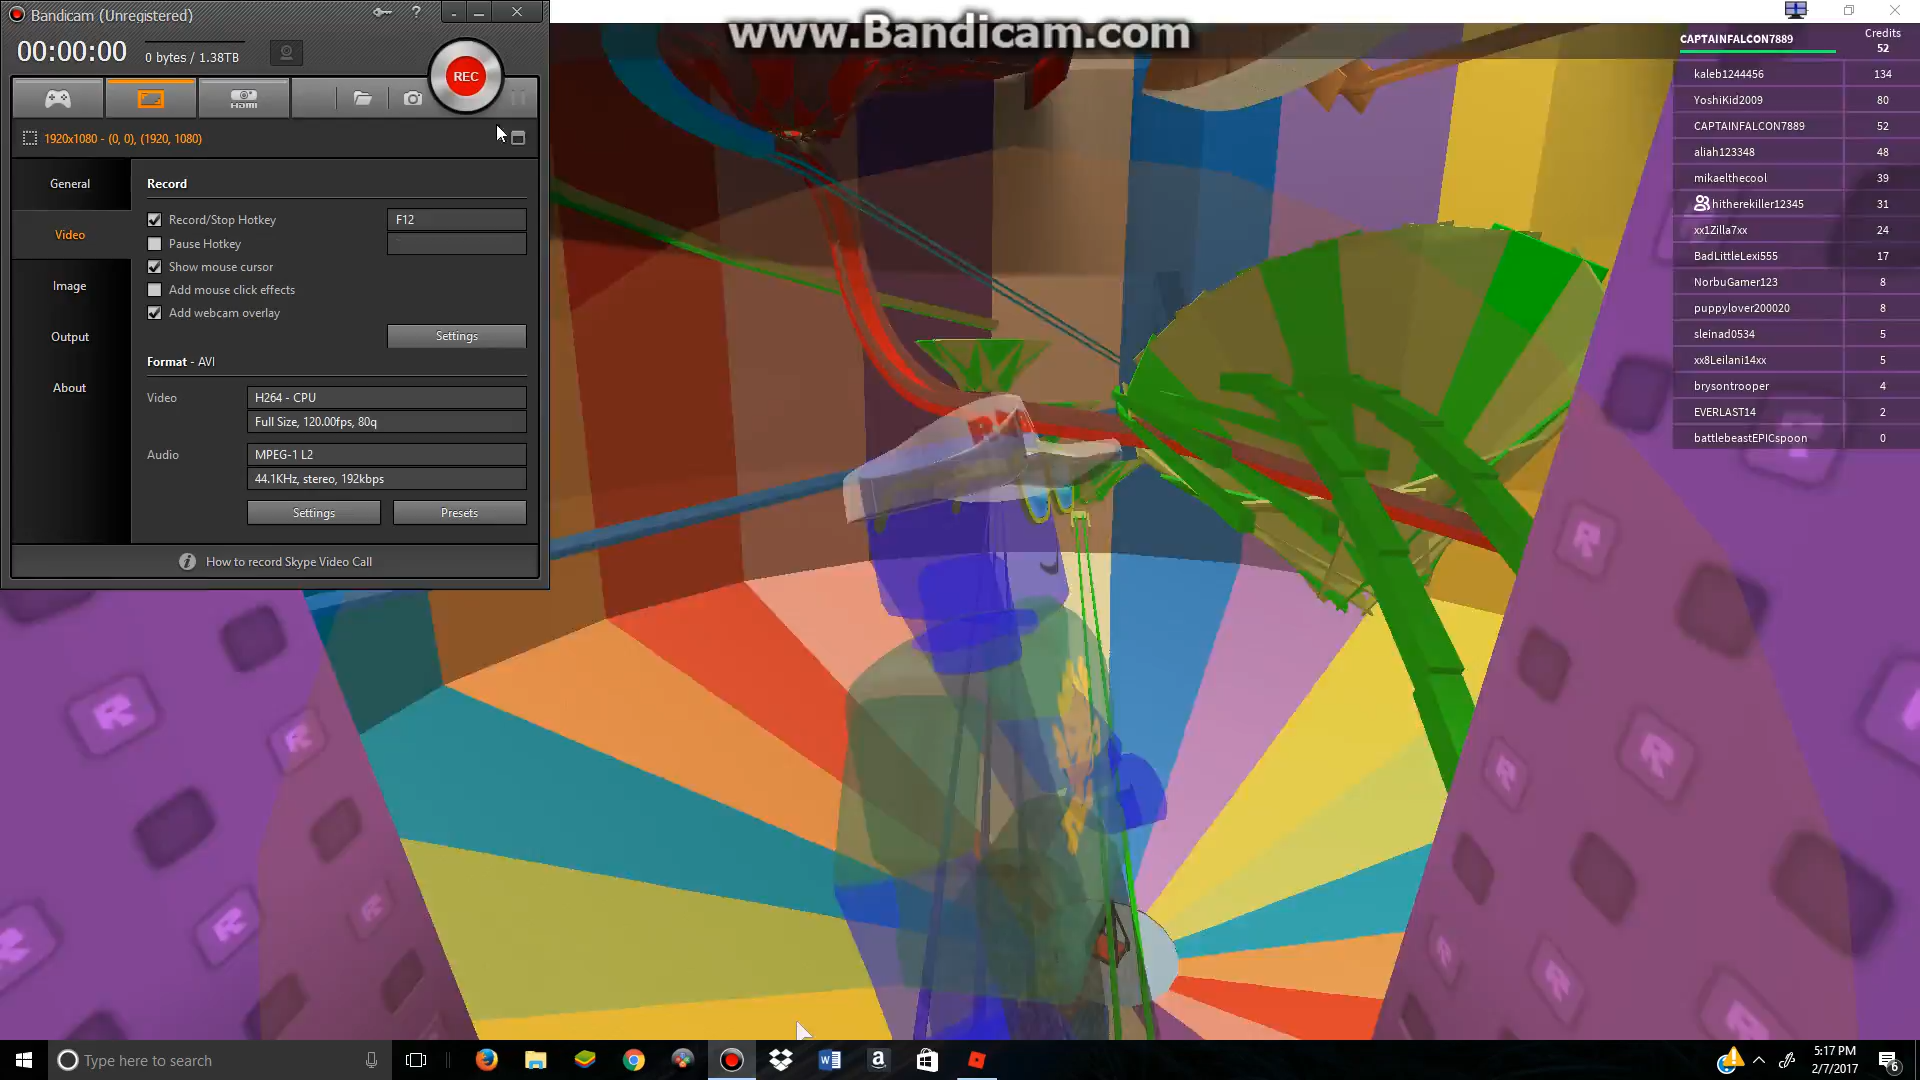 Bandicam (Unregistered)
?
www.Bandicam.com
00:00:00
0 bytes / 1.38TB
REC
HDMI
1920x1080 - (0, 0), (1920, 1080)
General
Video
Image
Output
About
Record
Record/Stop Hotkey
F12
Pause Hotkey
Show mouse cursor
Add mouse click effects
Add webcam overlay
Settings
Format - AVI
Video
H264 - CPU
Full Size, 120.00fps, 80q
Audio
MPEG-1 L2
44.1KHz, stereo, 192kbps
Settings
Presets
How to record Skype Video Call
CAPTAINFALCON7889
Credits
52
kaleb1244456 134
YoshiKid2009 80
CAPTAINFALCON7889 52
aliah123348 48
mikaelthecool 39
hitherekiller12345 31
xx1Zilla7xx 24
BadLittleLexi555 17
NorbuGamer123 8
puppylover200020 8
sleinad0534 5
xx8Leilani14xx 5
brysontrooper 4
EVERLAST14 2
battlebeastEPICspoon 0
Type here to search
5:17 PM
2/7/2017
6